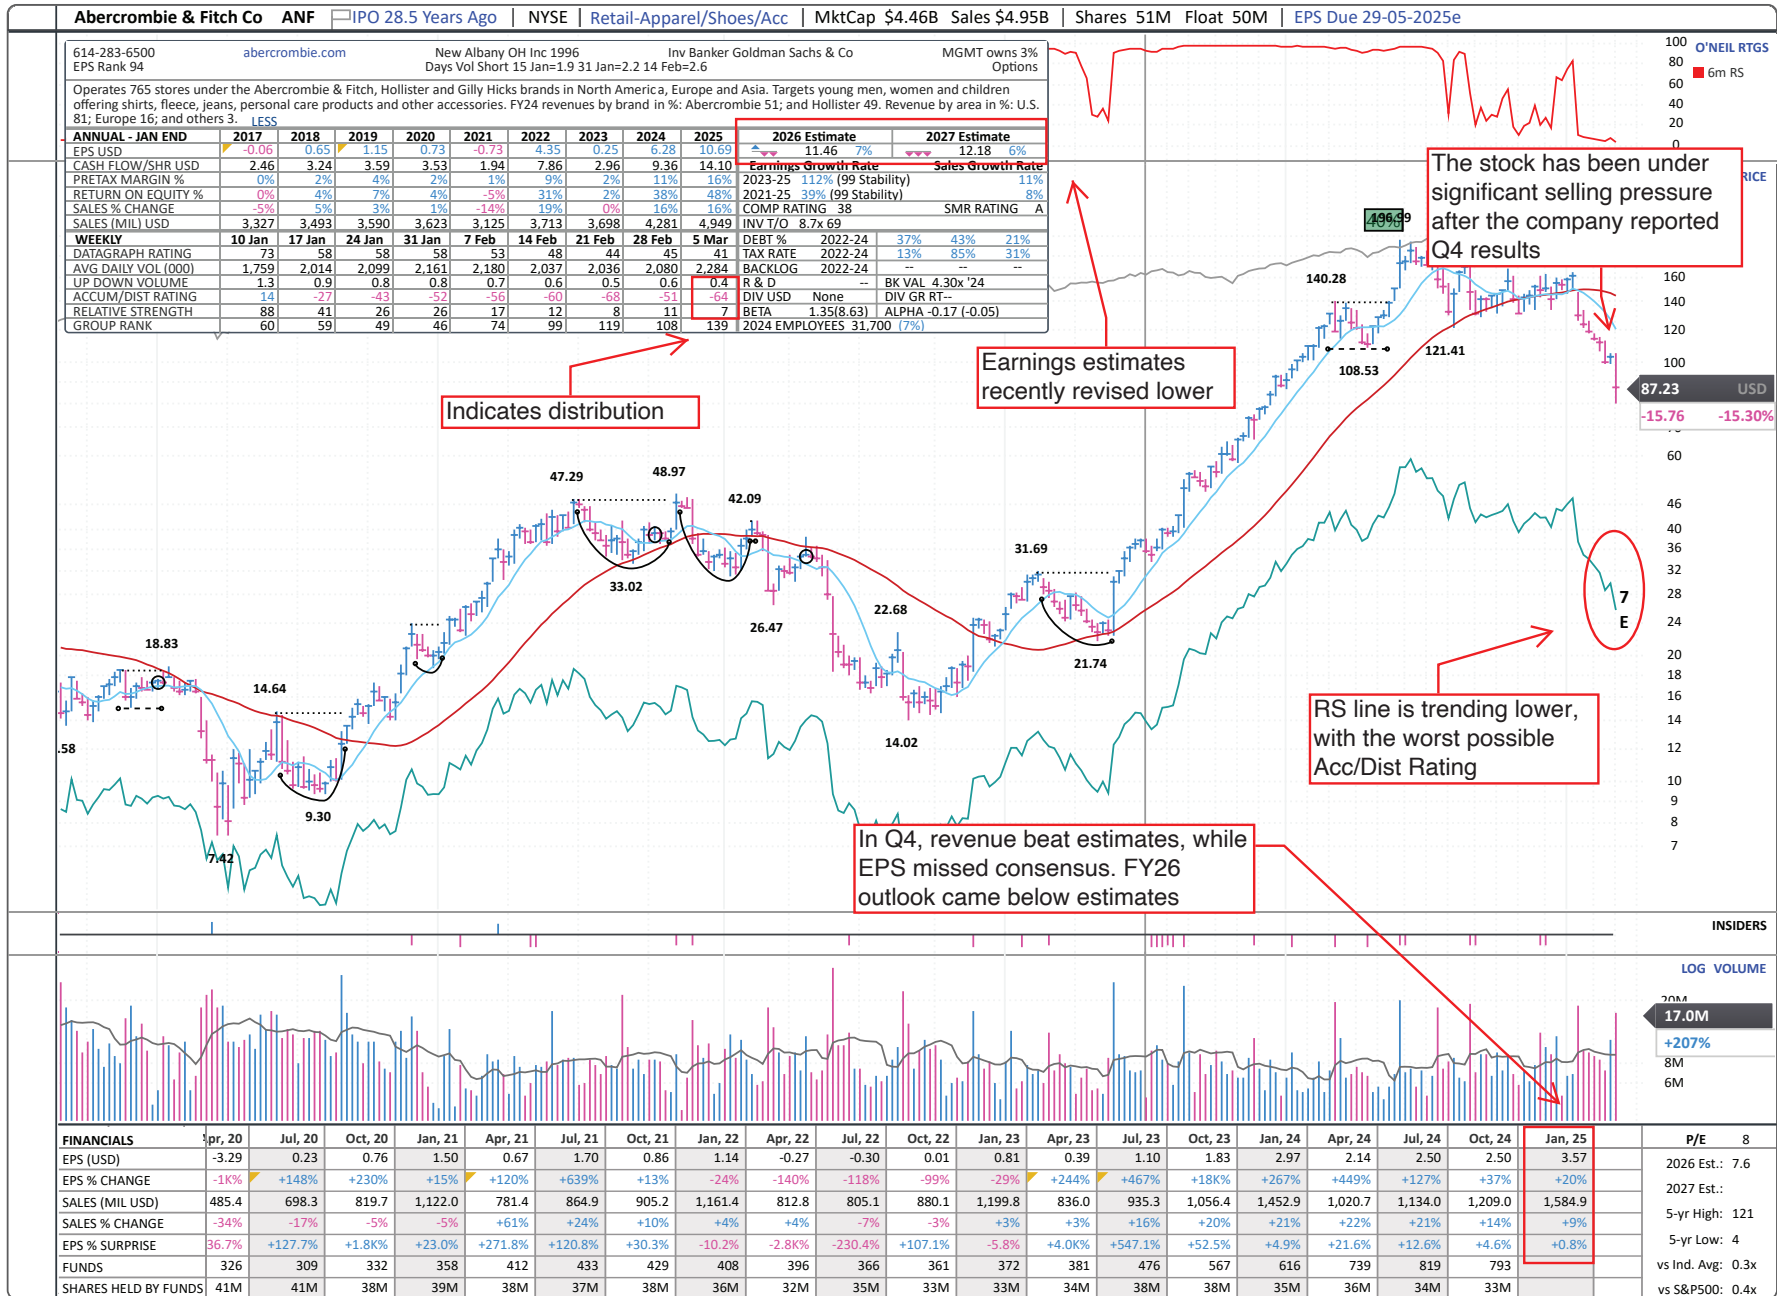 Abercrombie & Fitch Co ANF IPO 28.5 Years Ago NYSE Retail-Apparel/Shoes/Acc MktCap $4.46B Sales $4.95B Shares 51M Float 50M EPS Due 29-05-2025e
614-283-6500 abercrombie.com New Albany OH Inc 1996 Inv Banker Goldman Sachs & Co MGMT owns 3%
EPS Rank 94 Days Vol Short 15 Jan=1.9 31 Jan=2.2 14 Feb=2.6 Options
Operates 765 stores under the Abercrombie & Fitch, Hollister and Gilly Hicks brands in North America, Europe and Asia. Targets young men, women and children
offering shirts, fleece, jeans, personal care products and other accessories. FY24 revenues by brand in %: Abercrombie 51; and Hollister 49. Revenue by area in %: U.S.
81; Europe 16; and others 3. LESS
ANNUAL - JAN END 2017 2018 2019 2020 2021 2022 2023 2024 2025 2026 Estimate 2027 Estimate
EPS USD -0.06 0.65 1.15 0.73 -0.73 4.35 0.25 6.28 10.69 11.46 7% 12.18 6%
CASH FLOW/SHR USD 2.46 3.24 3.59 3.53 1.94 7.86 2.96 9.36 14.10 Earnings Growth Rate Sales Growth Rate
PRETAX MARGIN % 0% 2% 4% 2% 1% 9% 2% 11% 16% 2023-25 112% (99 Stability) 11%
RETURN ON EQUITY % 0% 4% 7% 4% -5% 31% 2% 38% 48% 2021-25 39% (99 Stability) 8%
SALES % CHANGE -5% 5% 3% 1% -14% 19% 0% 16% 16% COMP RATING 38 SMR RATING A
SALES (MIL) USD 3,327 3,493 3,590 3,623 3,125 3,713 3,698 4,281 4,949 INV T/O 8.7x 69
WEEKLY 10 Jan 17 Jan 24 Jan 31 Jan 7 Feb 14 Feb 21 Feb 28 Feb 5 Mar DEBT % 2022-24 37% 43% 21%
DATAGRAPH RATING 73 58 58 58 53 48 44 45 41 TAX RATE 2022-24 13% 85% 31%
AVG DAILY VOL (000) 1,759 2,014 2,099 2,161 2,180 2,037 2,036 2,080 2,284 BACKLOG 2022-24 -- -- --
UP DOWN VOLUME 1.3 0.9 0.8 0.8 0.7 0.6 0.5 0.6 0.4 R & D -- BK VAL 4.30x '24
ACCUM/DIST RATING 14 -27 -43 -52 -56 -60 -68 -51 -64 DIV USD None DIV GR RT--
RELATIVE STRENGTH 88 41 26 26 17 12 8 11 7 BETA 1.35(8.63) ALPHA -0.17 (-0.05)
GROUP RANK 60 59 49 46 74 99 119 108 139 2024 EMPLOYEES 31,700 (7%)
100 O'NEIL RTGS
80 6m RS
60
40
20
0
The stock has been under
significant selling pressure
after the company reported
Q4 results
RICE
196.99
40%
160
140.28
140
120
121.41
108.53
100
87.23 USD
-15.76 -15.30%
Earnings estimates
recently revised lower
Indicates distribution
60
47.29
48.97
42.09
46
40
36
32
31.69
28
24
33.02
26.47
22.68
21.74
20
18
16
14
12
10
9
8
7
7
E
18.83
14.64
.58
14.02
9.30
7.42
RS line is trending lower,
with the worst possible
Acc/Dist Rating
In Q4, revenue beat estimates, while
EPS missed consensus. FY26
outlook came below estimates
INSIDERS
LOG VOLUME
20M
17.0M
+207%
8M
6M
FINANCIALS pr, 20 Jul, 20 Oct, 20 Jan, 21 Apr, 21 Jul, 21 Oct, 21 Jan, 22 Apr, 22 Jul, 22 Oct, 22 Jan, 23 Apr, 23 Jul, 23 Oct, 23 Jan, 24 Apr, 24 Jul, 24 Oct, 24 Jan, 25
EPS (USD) -3.29 0.23 0.76 1.50 0.67 1.70 0.86 1.14 -0.27 -0.30 0.01 0.81 0.39 1.10 1.83 2.97 2.14 2.50 2.50 3.57
EPS % CHANGE -1K% +148% +230% +15% +120% +639% +13% -24% -140% -118% -99% -29% +244% +467% +18K% +267% +449% +127% +37% +20%
SALES (MIL USD) 485.4 698.3 819.7 1,122.0 781.4 864.9 905.2 1,161.4 812.8 805.1 880.1 1,199.8 836.0 935.3 1,056.4 1,452.9 1,020.7 1,134.0 1,209.0 1,584.9
SALES % CHANGE -34% -17% -5% -5% +61% +24% +10% +4% +4% -7% -3% +3% +3% +16% +20% +21% +22% +21% +14% +9%
EPS % SURPRISE 36.7% +127.7% +1.8K% +23.0% +271.8% +120.8% +30.3% -10.2% -2.8K% -230.4% +107.1% -5.8% +4.0K% +547.1% +52.5% +4.9% +21.6% +12.6% +4.6% +0.8%
FUNDS 326 309 332 358 412 433 429 408 396 366 361 372 381 476 567 616 739 819 793
SHARES HELD BY FUNDS 41M 41M 38M 39M 38M 37M 38M 36M 32M 35M 33M 34M 38M 38M 35M 36M 34M 33M
P/E 8
2026 Est.: 7.6
2027 Est.:
5-yr High: 121
5-yr Low: 4
vs Ind. Avg: 0.3x
vs S&P500: 0.4x